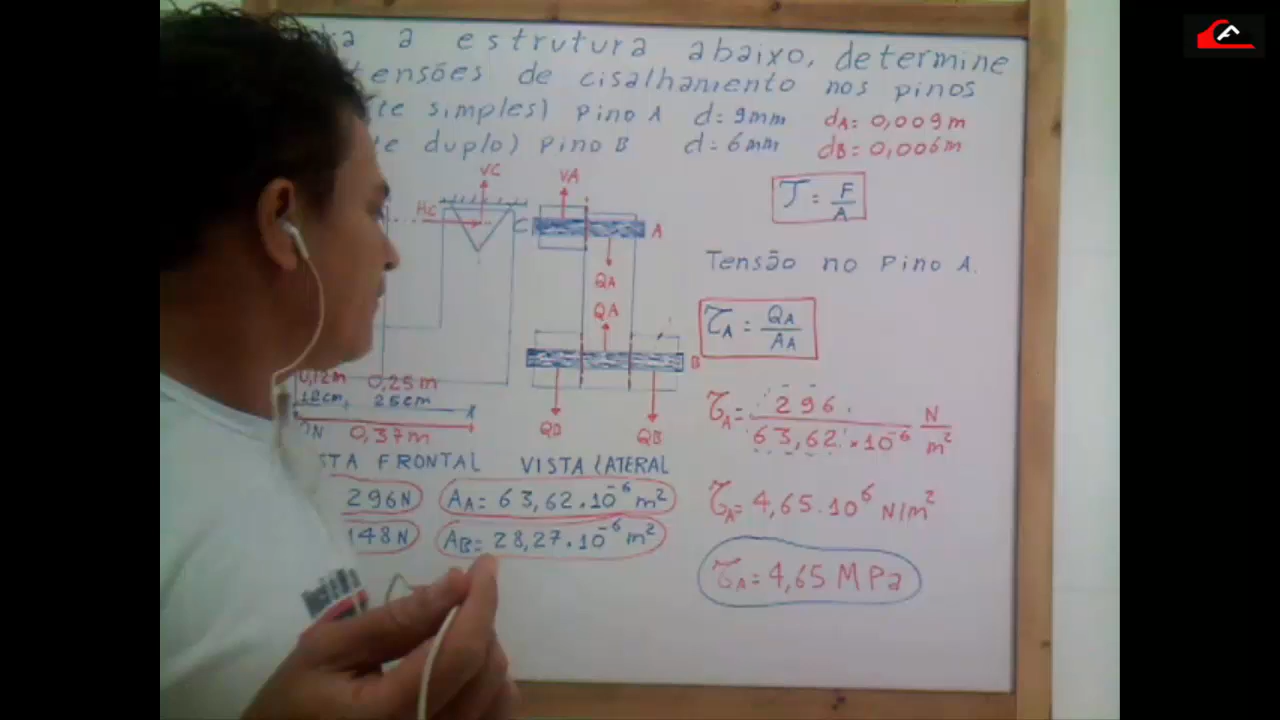 a estrutura abaixo, determine
tensões de cisalhamento nos pinos
simples) Pino A d = 9mm dA = 0,009m
duplo) Pino B d = 6mm dB = 0,006m
VC VA
Hc C A
QA
QA
B
QB QB
0,12m 0,25m
12cm, 25cm
0,37m
FRONTAL VISTA LATERAL
296N AA = 63,62.10⁻⁶ m²
148N AB = 28,27.10⁻⁶ m²
τ = F/A
Tensão no Pino A.
τA = QA/AA
τA = 296/63,62.10⁻⁶ N/m²
τA = 4,65.10⁶ N/m²
τA = 4,65 MPa